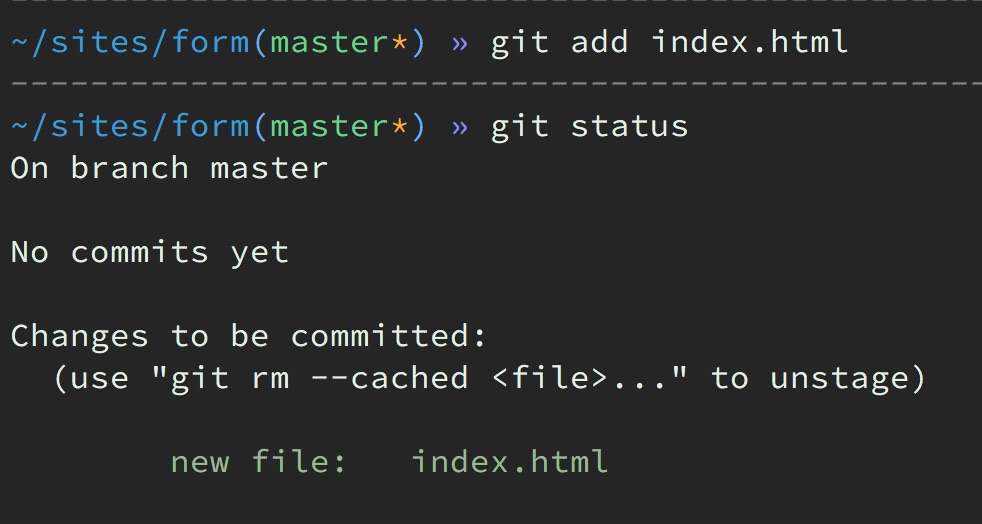 ~/sites/form(master*) » git add index.html
~/sites/form(master*) » git status
On branch master
No commits yet
Changes to be committed:
(use "git rm --cached <file>..." to unstage)
new file:   index.html